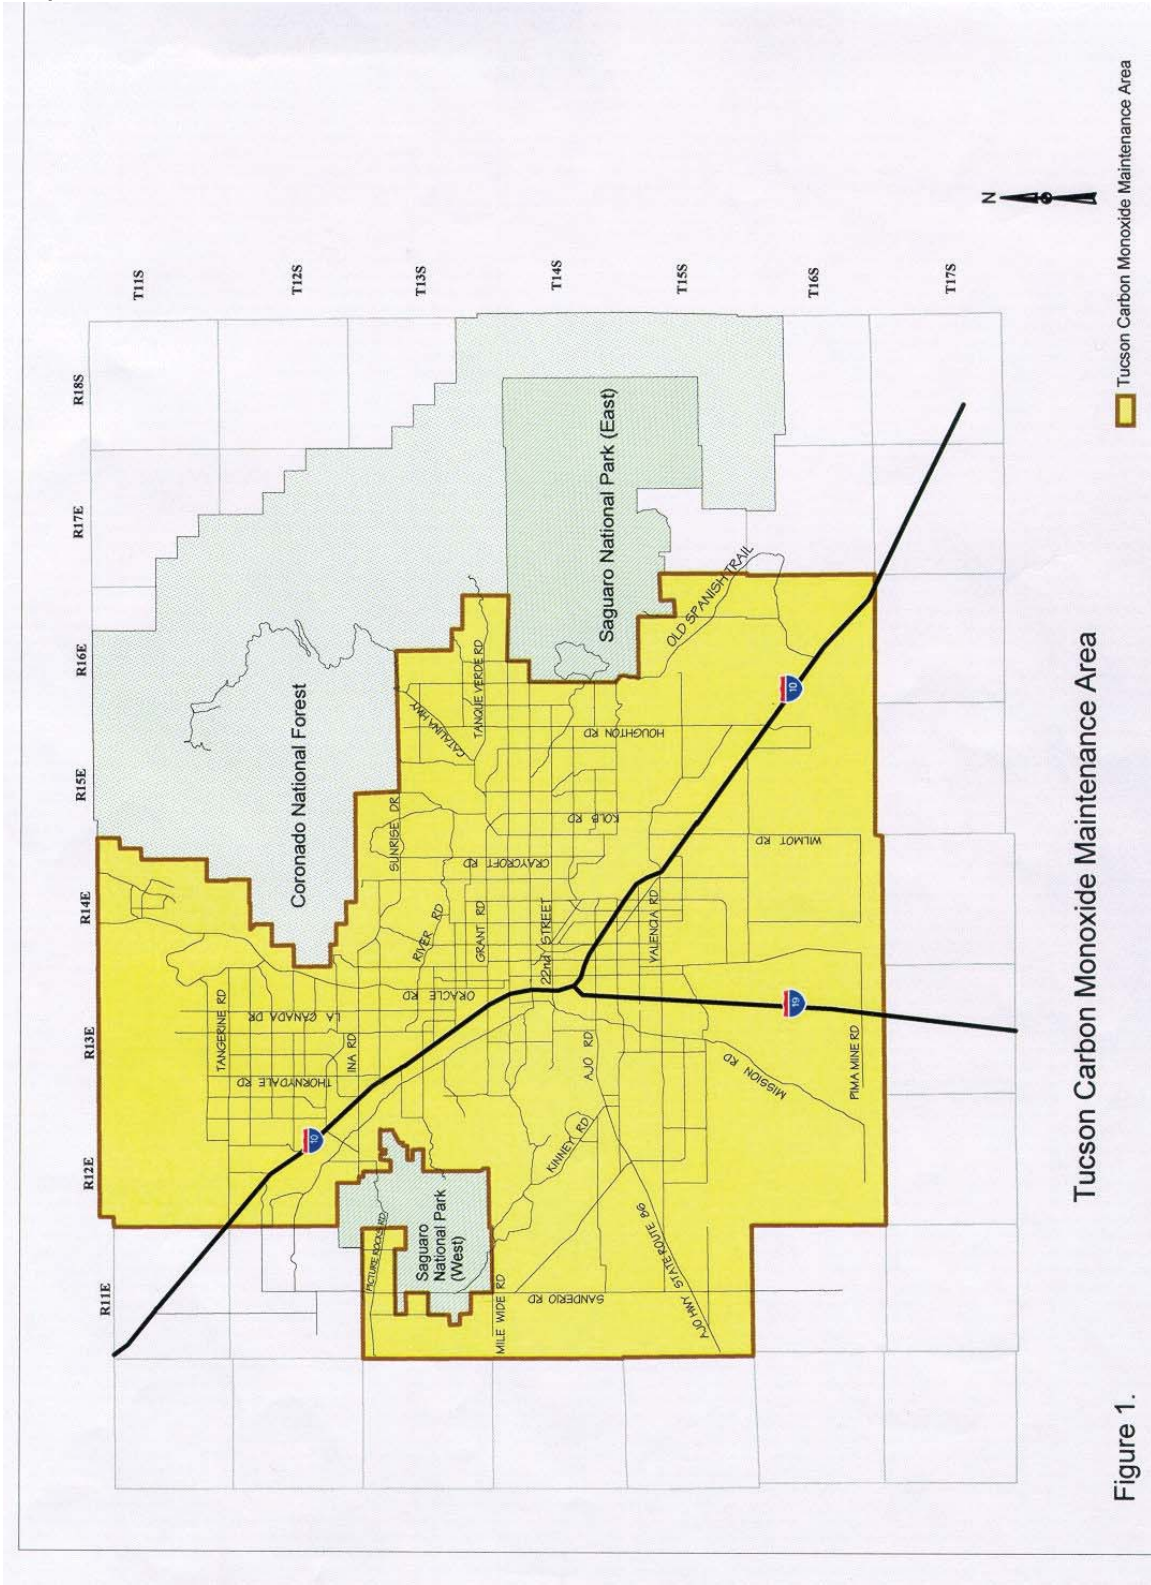 R11E
R12E
R13E
R14E
R15E
R16E
R17E
R18S
T11S
T12S
T13S
T14S
T15S
T16S
T17S
Coronado National Forest
Saguaro National Park (East)
Saguaro
National Park
(West)
TANGERINE RD
LA CANADA DR
THORNYDALE RD
INA RD
ORACLE RD
RIVER RD
SUNRISE DR
CRAYCROFT RD
GRANT RD
CATALINA HWY
TANQUE VERDE RD
HOUGHTON RD
KOLB RD
22nd STREET
OLD SPANISH TRAIL
WILMOT RD
VALENCIA RD
PICTURE ROCKS RD
MILE WIDE RD
SANDERIO RD
KINNEY RD
AJO RD
AJO HWY STATE ROUTE 86
MISSION RD
PIMA MINE RD
10
10
19
N
Tucson Carbon Monoxide Maintenance Area
Figure 1.
Tucson Carbon Monoxide Maintenance Area